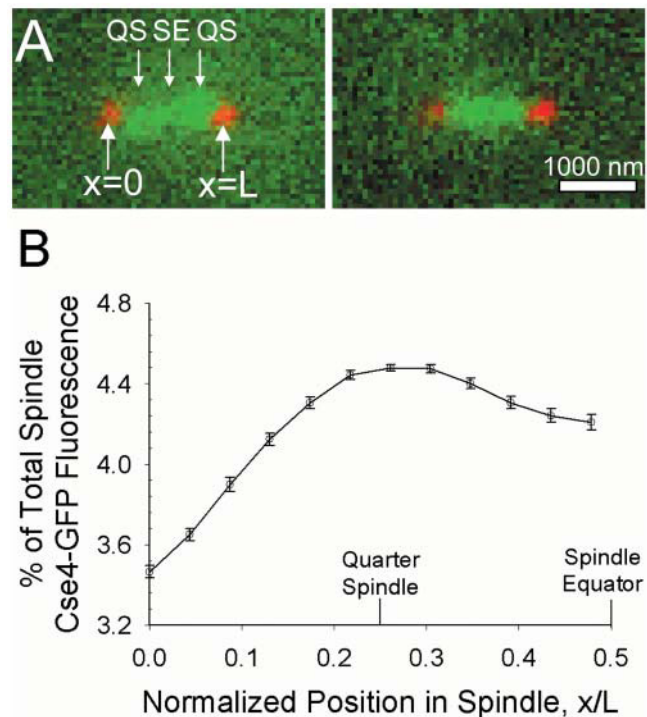 A
QS SE QS
x=0
x=L
1000 nm
B
% of Total Spindle
Cse4-GFP Fluorescence
4.8
4.4
4.0
3.6
3.2
Quarter
Spindle
Spindle
Equator
0.0 0.1 0.2 0.3 0.4 0.5
Normalized Position in Spindle, x/L